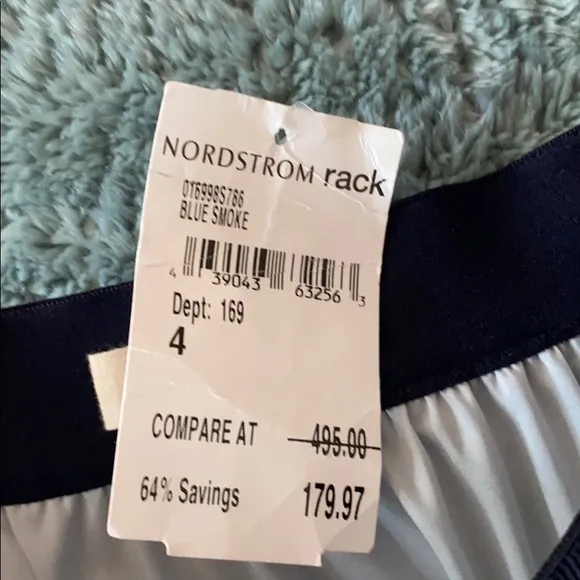 NORDSTROM rack
0T6998S786
BLUE SMOKE
4 39043 63256 3
Dept: 169
4
COMPARE AT 495.00
64% Savings 179.97